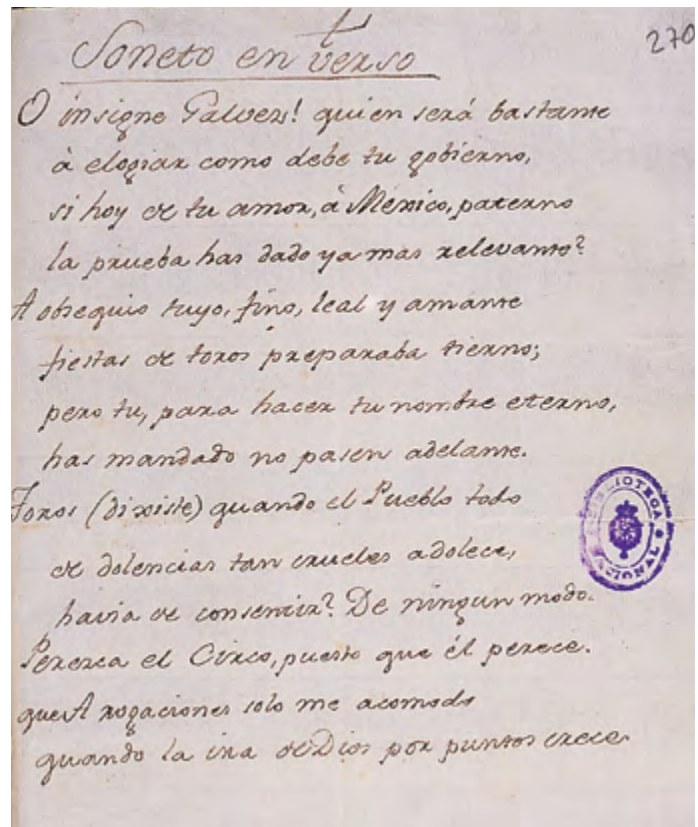 270
Soneto en verso
O insigne Galvez! quien será bastante
à elogiar como debe tu gobierno,
si hoy de tu amor, à México, paterno
la prueba has dado ya mas relevante?
A obsequio tuyo, fino, leal y amante
fiestas de toros preparaba tierno;
pero tu, para hacer tu nombre eterno,
has mandado no pasen adelante.
Toros (dixiste) quando el Pueblo todo
de dolencias tan crueles adolece,
havia de consentir? De ningun modo.
Perezca el Circo, puesto que él perece.
que A rogaciones solo me acomodo
quando la ira de Dios por puntos crece.
BIBLIOTECA NACIONAL